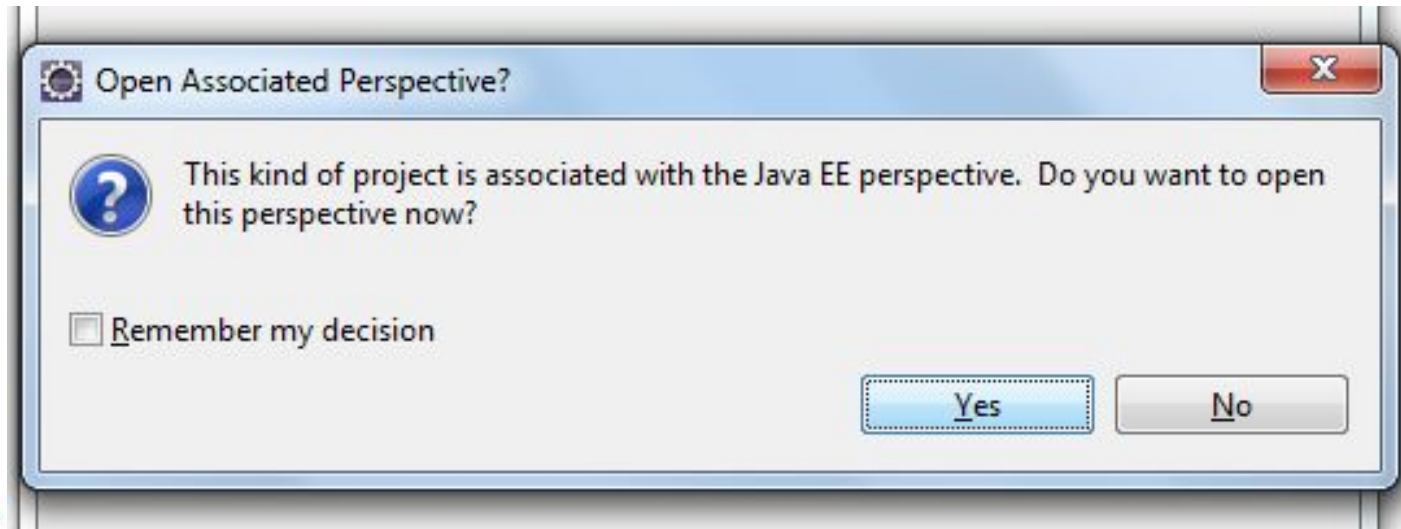 Open Associated Perspective?
This kind of project is associated with the Java EE perspective.  Do you want to open
this perspective now?
Remember my decision
Yes
No